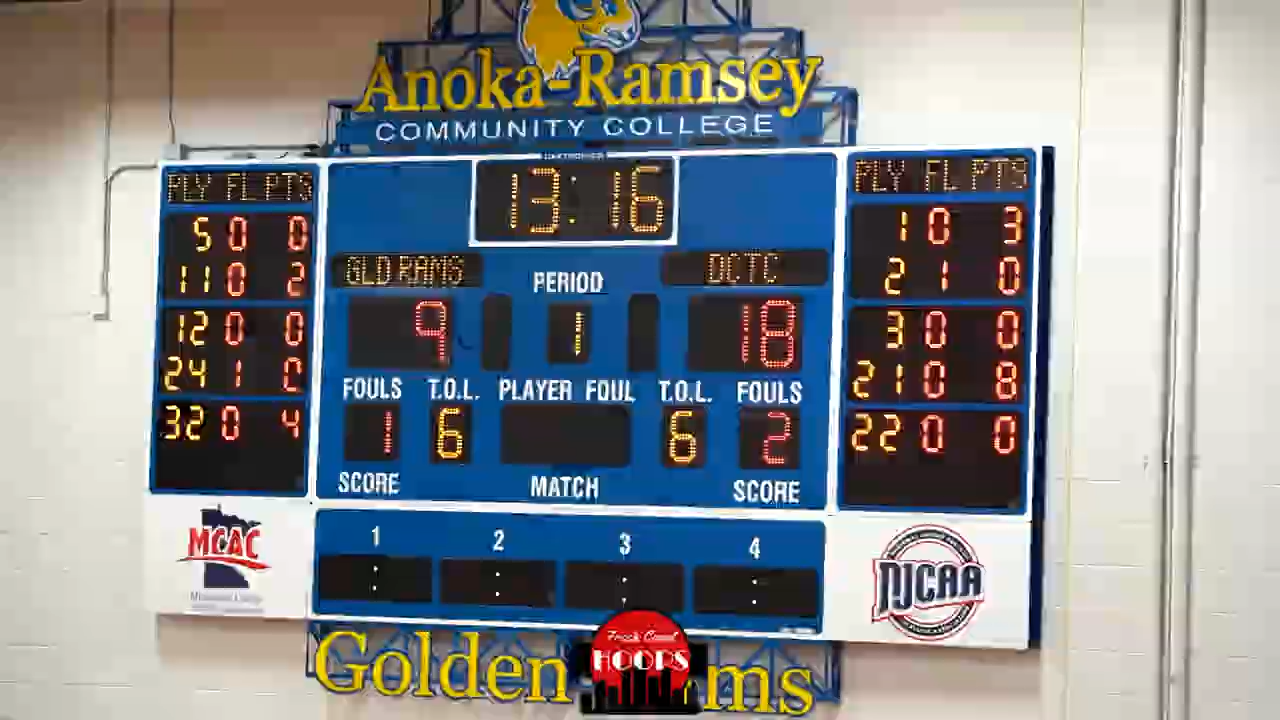 Anoka-Ramsey
COMMUNITY COLLEGE
PLY FL PTS
5 0 0
11 0 2
12 0 0
24 1 0
32 0 4
13:16
GLD RAMS
PERIOD
DCTC
9
1
18
FOULS T.O.L. PLAYER FOUL T.O.L. FOULS
1 6 6 2
SCORE MATCH SCORE
1 2 3 4
: : : :
PLY FL PTS
1 0 3
2 1 0
3 0 0
21 0 8
22 0 0
MCAC
NJCAA
Golden
ms
Fresh Coast
HOOPS